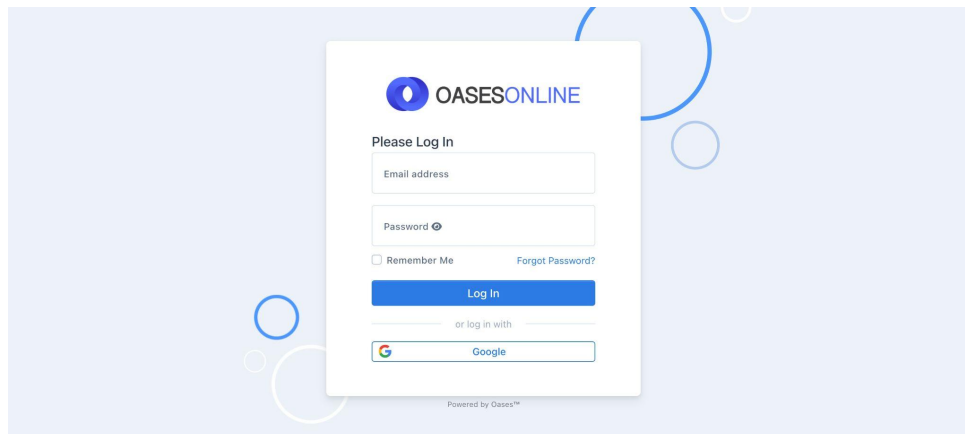 OASESONLINE
Please Log In
Email address
Password
Remember Me Forgot Password?
Log In
or log in with
Google
Powered by Oases™